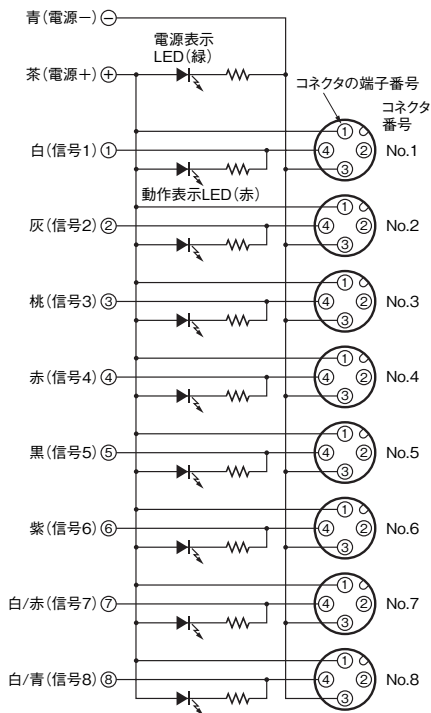 青(電源−)⊖
電源表示
LED(緑)
茶(電源+)⊕
コネクタの端子番号
コネクタ
番号
白(信号1)① ① ② ③ ④ No.1
動作表示LED(赤)
灰(信号2)② ① ② ③ ④ No.2
桃(信号3)③ ① ② ③ ④ No.3
赤(信号4)④ ① ② ③ ④ No.4
黒(信号5)⑤ ① ② ③ ④ No.5
紫(信号6)⑥ ① ② ③ ④ No.6
白/赤(信号7)⑦ ① ② ③ ④ No.7
白/青(信号8)⑧ ① ② ③ ④ No.8